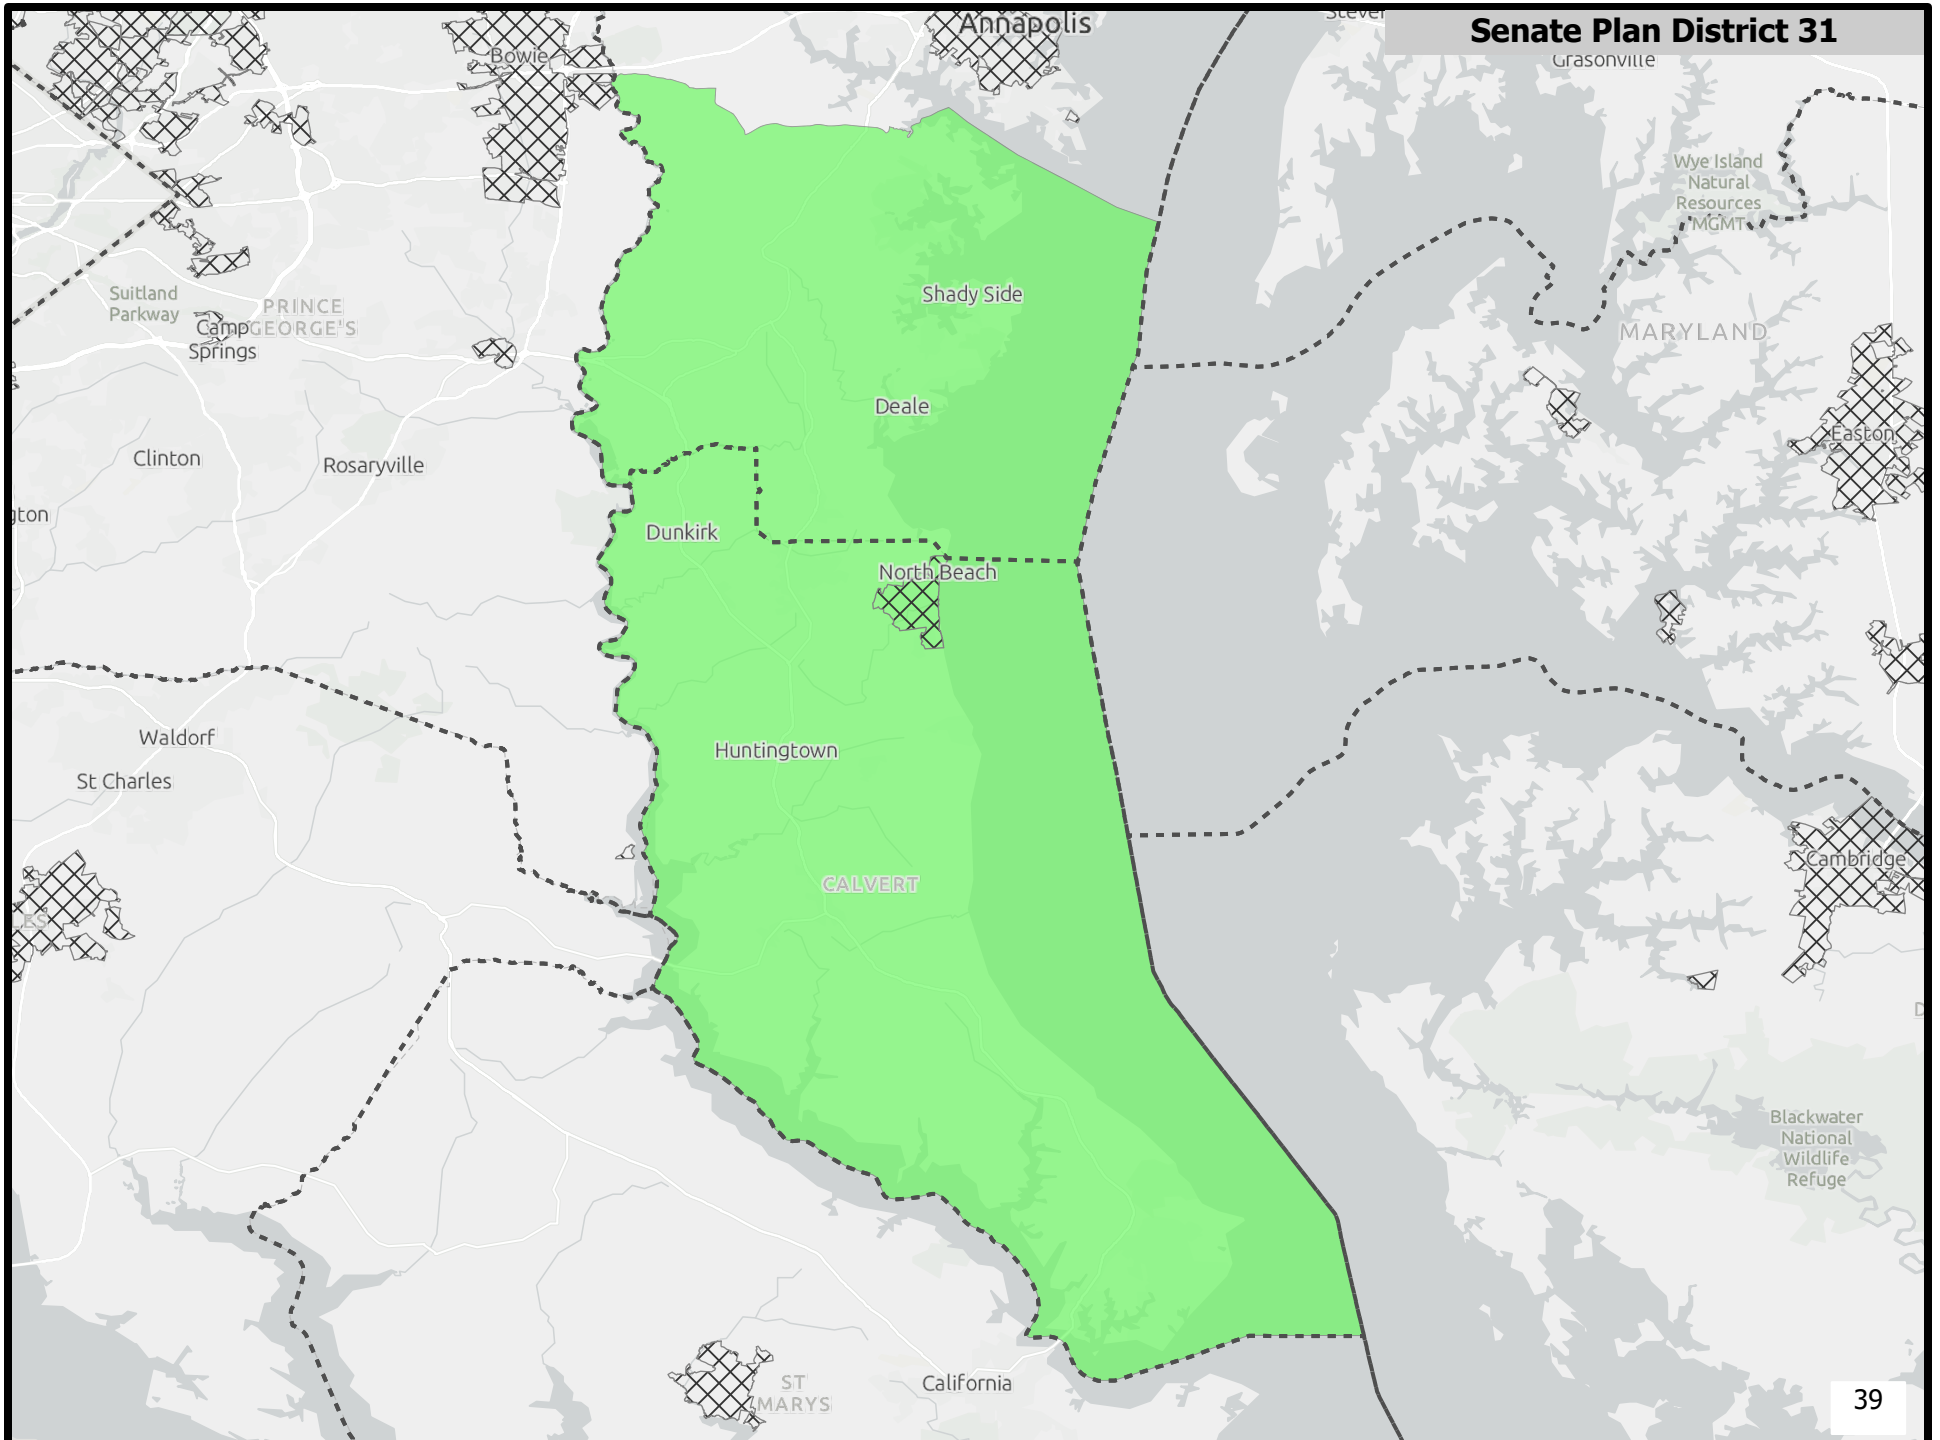 Annapolis
Senate Plan District 31
Bowie
Grasonville
Wye Island
Natural
Resources
MGMT
Suitland
Parkway
PRINCE
GEORGE'S
Camp
Springs
Shady Side
MARYLAND
Deale
Easton
Clinton
Rosaryville
gton
Dunkirk
North Beach
Waldorf
Huntingtown
St Charles
Cambridge
CALVERT
LES
D
Blackwater
National
Wildlife
Refuge
ST
MARYS
California
39